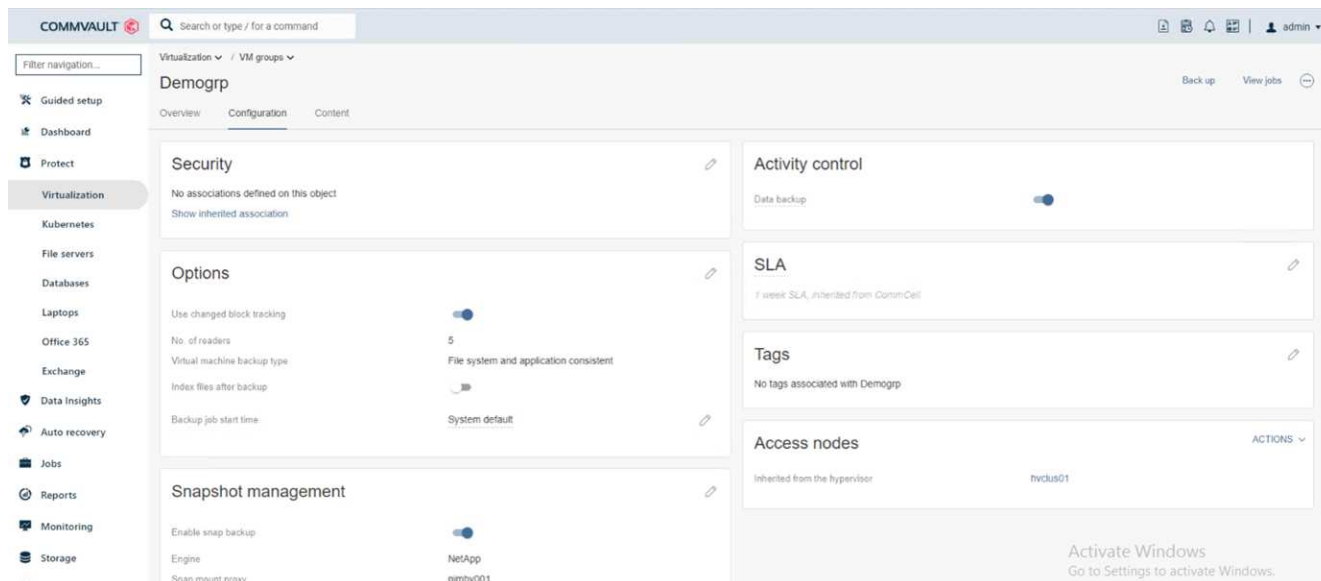 COMMVAULT
Search or type / for a command
admin
Filter navigation...
Guided setup
Dashboard
Protect
Virtualization
Kubernetes
File servers
Databases
Laptops
Office 365
Exchange
Data Insights
Auto recovery
Jobs
Reports
Monitoring
Storage
Virtualization / VM groups
Demogrp
Back up View jobs
Overview Configuration Content
Security
No associations defined on this object
Show inherited association
Options
Use changed block tracking
No. of readers 5
Virtual machine backup type File system and application consistent
Index files after backup
Backup job start time System default
Snapshot management
Enable snap backup
Engine NetApp
Snap mount proxy
Activity control
Data backup
SLA
1 week SLA, inherited from CommCell
Tags
No tags associated with Demogrp
Access nodes ACTIONS
Inherited from the hypervisor hvclus01
Activate Windows
Go to Settings to activate Windows.